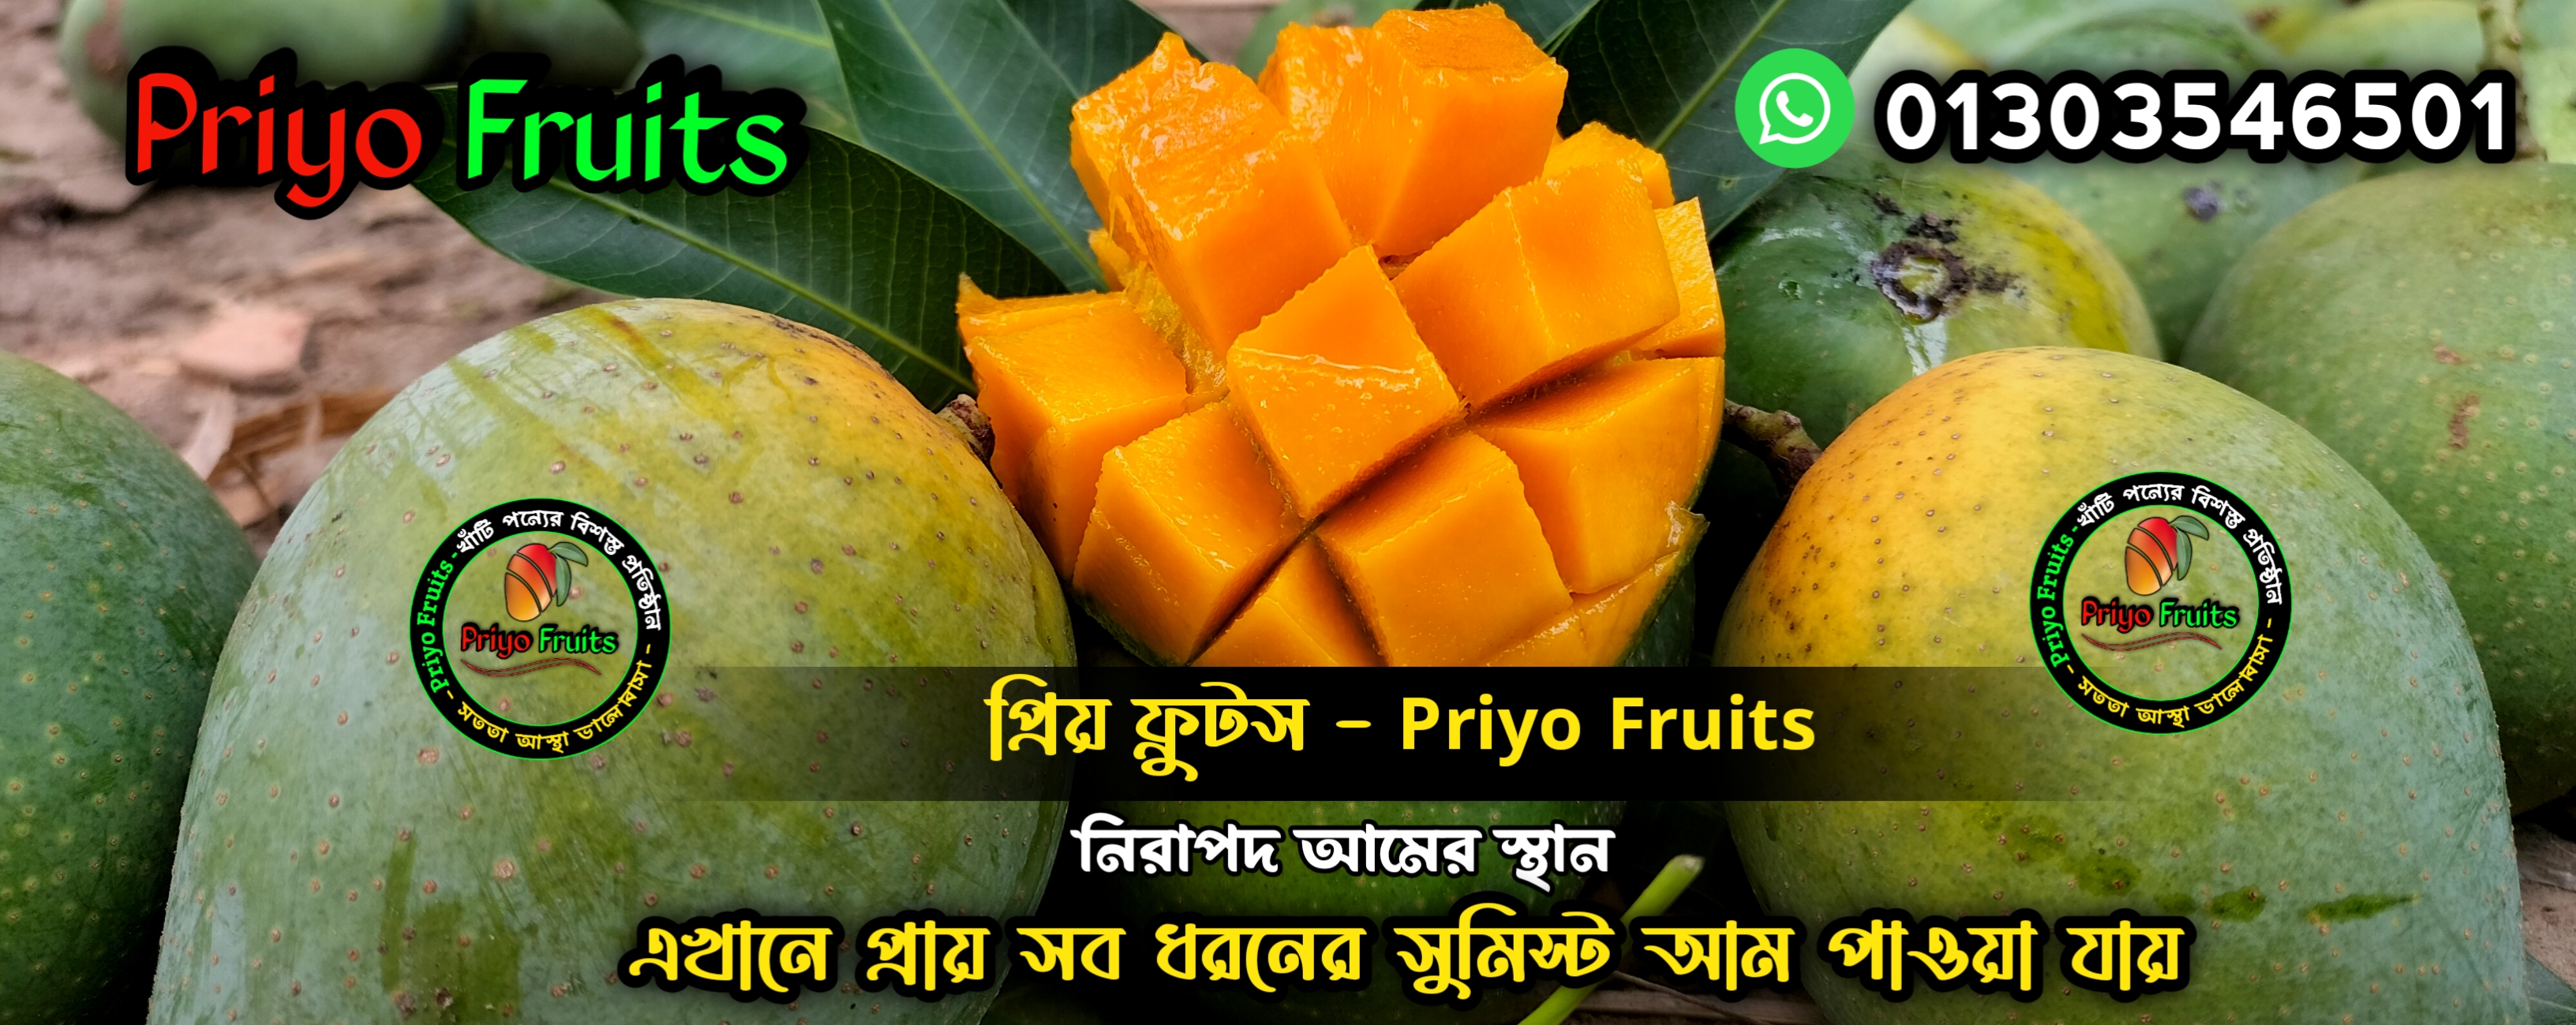 Priyo Fruits
01303546501
Priyo Fruits - খাঁটি পন্যের বিশস্ত প্রতিষ্ঠান - সততা আস্থা ভালোবাসা -
Priyo Fruits
Priyo Fruits - খাঁটি পন্যের বিশস্ত প্রতিষ্ঠান - সততা আস্থা ভালোবাসা -
Priyo Fruits
প্রিয় ফ্রুটস – Priyo Fruits
নিরাপদ আমের স্থান
এখানে প্রায় সব ধরনের সুমিস্ট আম পাওয়া যায়